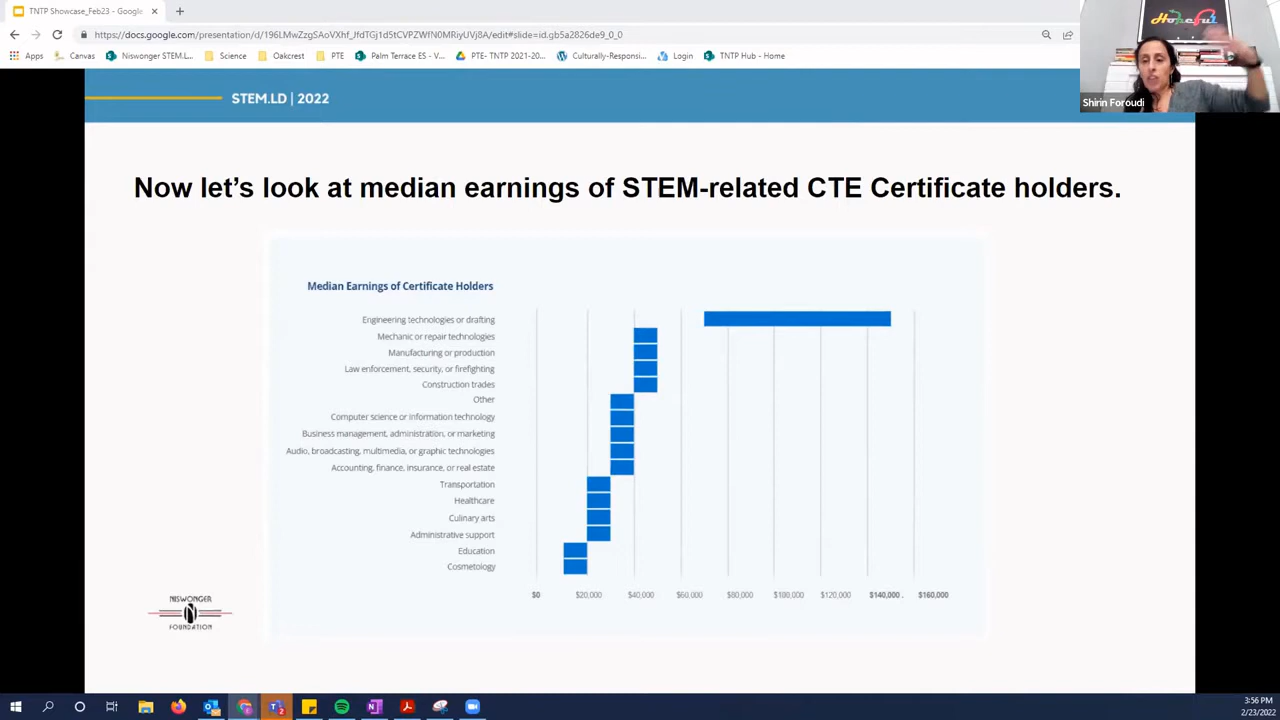 TNTP Showcase_Feb23 - Google
https://docs.google.com/presentation/d/196LMwZzgSAoVXhf_JfdTGj1d5tCVPZWfN0MRiyUVj8A/edit#slide=id.gb5a2826de9_0_0
Apps Canvas Niswonger STEM.L... Science Oakcrest PTE Palm Terrace ES - V... PTE- TNTP 2021-20... Culturally-Responsi... Login TNTP Hub - Home
Hopeful
Shirin Foroudi
STEM.LD | 2022
Now let's look at median earnings of STEM-related CTE Certificate holders.
Median Earnings of Certificate Holders
Engineering technologies or drafting
Mechanic or repair technologies
Manufacturing or production
Law enforcement, security, or firefighting
Construction trades
Other
Computer science or information technology
Business management, administration, or marketing
Audio, broadcasting, multimedia, or graphic technologies
Accounting, finance, insurance, or real estate
Transportation
Healthcare
Culinary arts
Administrative support
Education
Cosmetology
$0 $20,000 $40,000 $60,000 $80,000 $100,000 $120,000 $140,000 . $160,000
NISWONGER
N
FOUNDATION
3:56 PM
2/23/2022